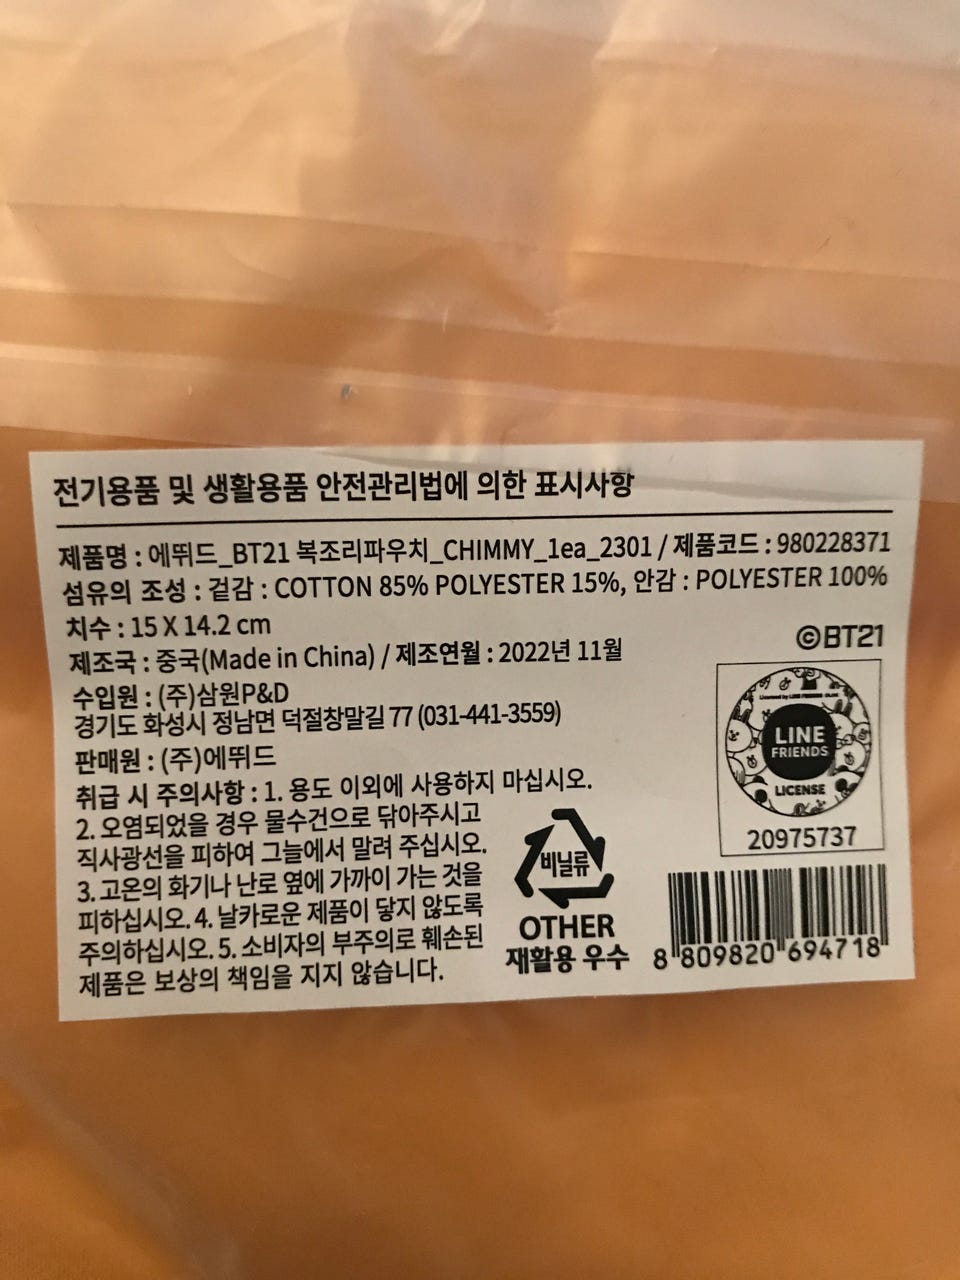 전기용품 및 생활용품 안전관리법에 의한 표시사항
제품명 : 에뛰드_BT21 복조리파우치_CHIMMY_1ea_2301 / 제품코드 : 980228371
섬유의 조성 : 겉감 : COTTON 85% POLYESTER 15%, 안감 : POLYESTER 100%
치수 : 15 X 14.2 cm
제조국 : 중국(Made in China) / 제조연월 : 2022년 11월
수입원 : (주)삼원P&D
경기도 화성시 정남면 덕절창말길 77 (031-441-3559)
판매원 : (주)에뛰드
취급 시 주의사항 : 1. 용도 이외에 사용하지 마십시오.
2. 오염되었을 경우 물수건으로 닦아주시고
직사광선을 피하여 그늘에서 말려 주십시오.
3. 고온의 화기나 난로 옆에 가까이 가는 것을
피하십시오. 4. 날카로운 제품이 닿지 않도록
주의하십시오. 5. 소비자의 부주의로 훼손된
제품은 보상의 책임을 지지 않습니다.
비닐류
OTHER
재활용 우수
©BT21
Licensed by LINE FRIENDS
LINE
FRIENDS
LICENSE
20975737
8 809820 694718